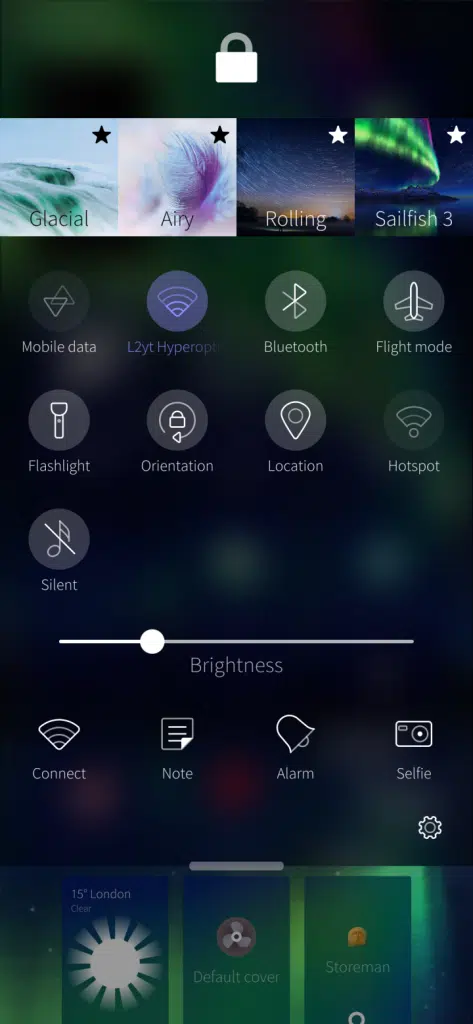 Glacial
Airy
Rolling
Sailfish 3
Mobile data
L2yt Hyperopt
Bluetooth
Flight mode
Flashlight
Orientation
Location
Hotspot
Silent
Brightness
Connect
Note
Alarm
Selfie
15° London
Clear
Default cover
Storeman